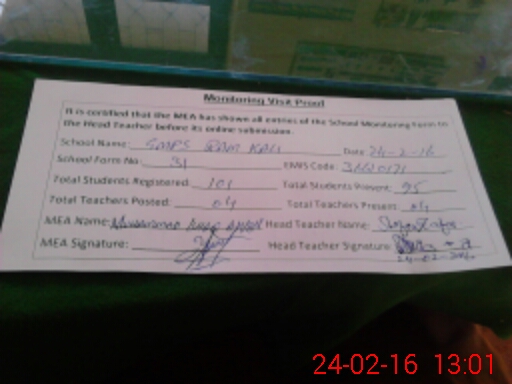 Monitoring Visit Proof
It is certified that the MEA has shown all entries of the School Monitoring Form to
the Head Teacher before its online submission.
School Name: SMPS RAM KALI Date 24-2-16
School Form No. 31 EMIS Code:
Total Students Registered: 101 Total Students Present: 95
Total Teachers Posted: 04 Total Teachers Present: 04
MEA Name: Muhammad Head Teacher Name:
MEA Signature: Head Teacher Signature
24-02-2016
24-02-16 13:01